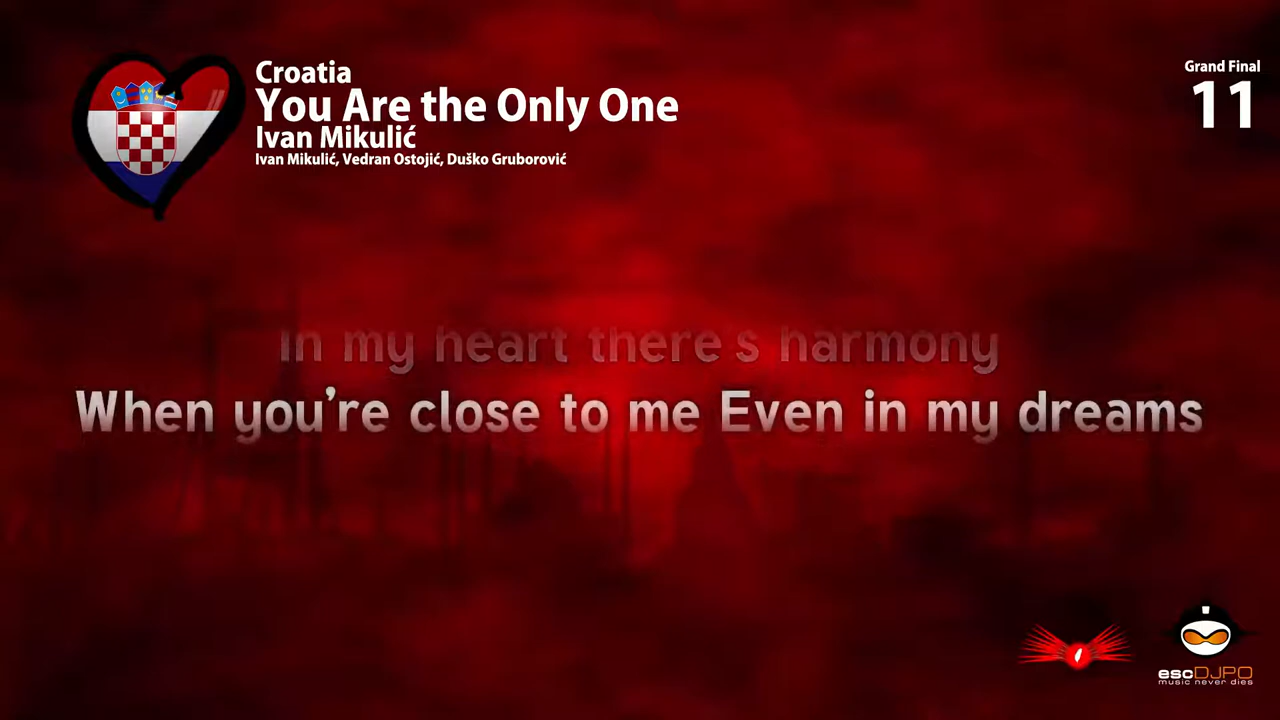 Croatia
You Are the Only One
Ivan Mikulić
Ivan Mikulić, Vedran Ostojić, Duško Gruborović
Grand Final
11
In my heart there's harmony
When you're close to me Even in my dreams
escDJPO
music never dies